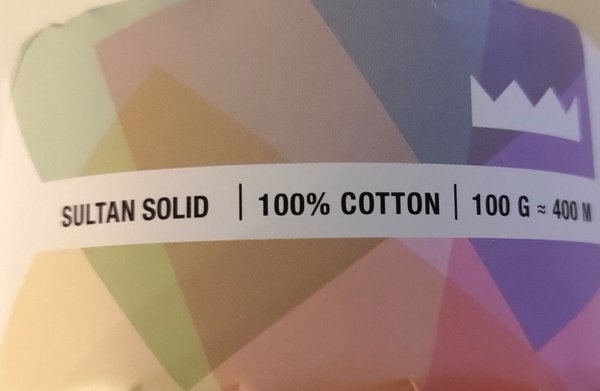 SULTAN SOLID | 100% COTTON | 100 G ≈ 400 M